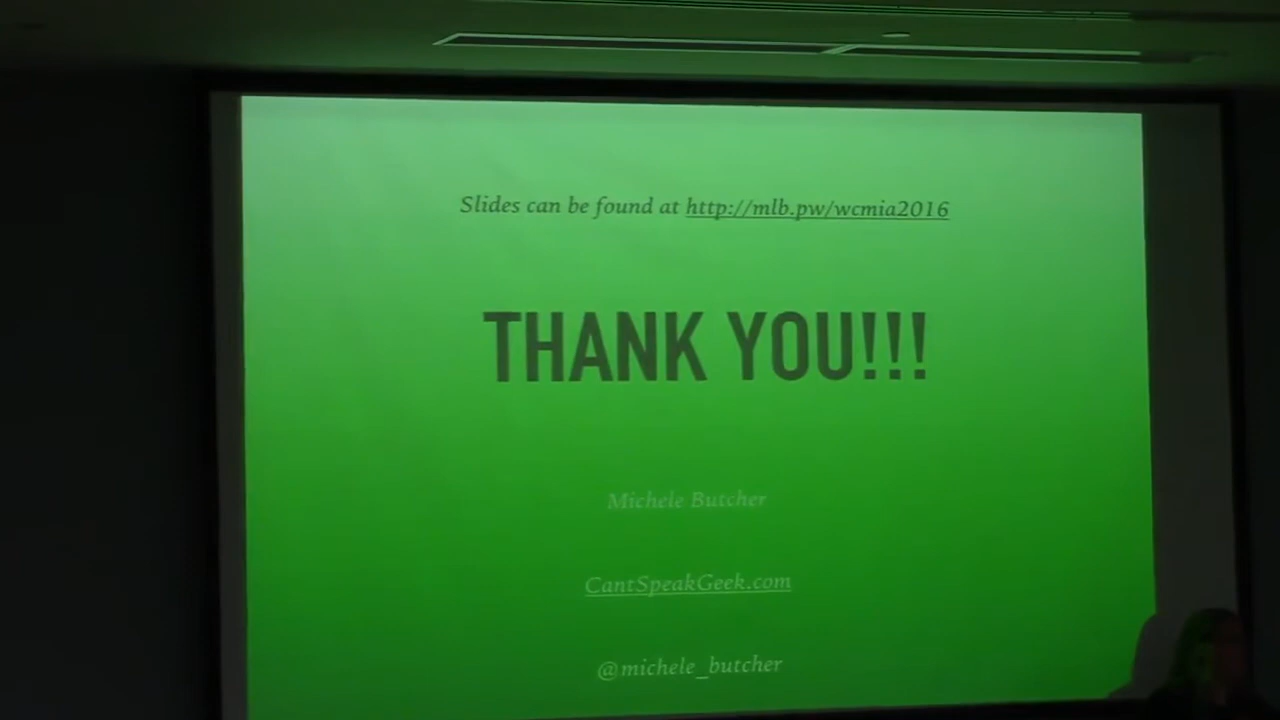 Slides can be found at http://mlb.pw/wcmia2016
THANK YOU!!!
Michele Butcher
CantSpeakGeek.com
@michele_butcher